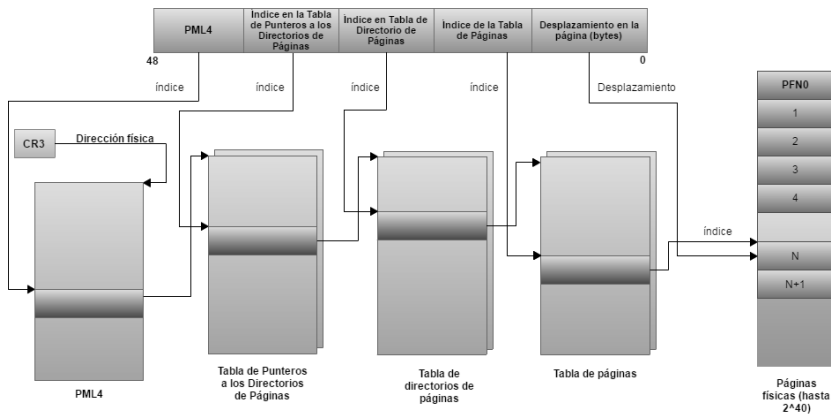 PML4
Índice en la Tabla
de Punteros a los
Directorios de
Páginas
Índice en Tabla de
Directorio de
Páginas
Índice de la Tabla
de Páginas
Desplazamiento en la
página (bytes)
48
0
índice
índice
índice
índice
Desplazamiento
CR3
Dirección física
PFN0
1
2
3
4
índice
N
N+1
PML4
Tabla de Punteros
a los Directorios
de Páginas
Tabla de
directorios de
páginas
Tabla de páginas
Páginas
físicas (hasta
2^40)